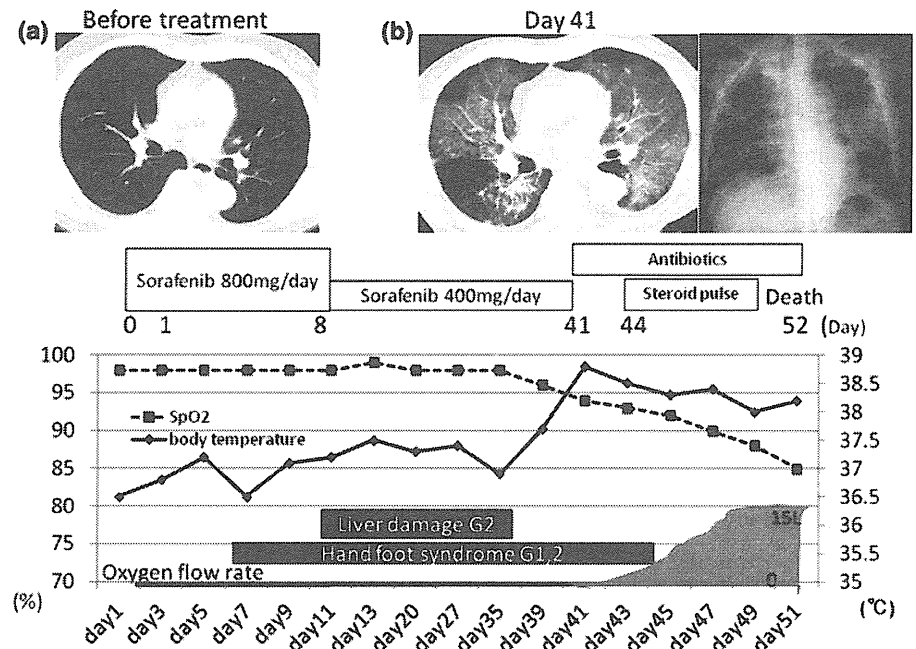 (a) Before treatment
(b) Day 41
Antibiotics
Sorafenib 800mg/day
Sorafenib 400mg/day
Steroid pulse
Death
0 1 8 41 44 52 (Day)
100 39
95 38.5
90 38
85 37.5
80 37
75 36.5
70 36
35.5
35
SpO2
body temperature
Liver damage G2
Hand foot syndrome G1,2
Oxygen flow rate
15L
0
(%)
(℃)
day1 day3 day5 day7 day9 day11 day13 day20 day27 day35 day39 day41 day43 day45 day47 day49 day51